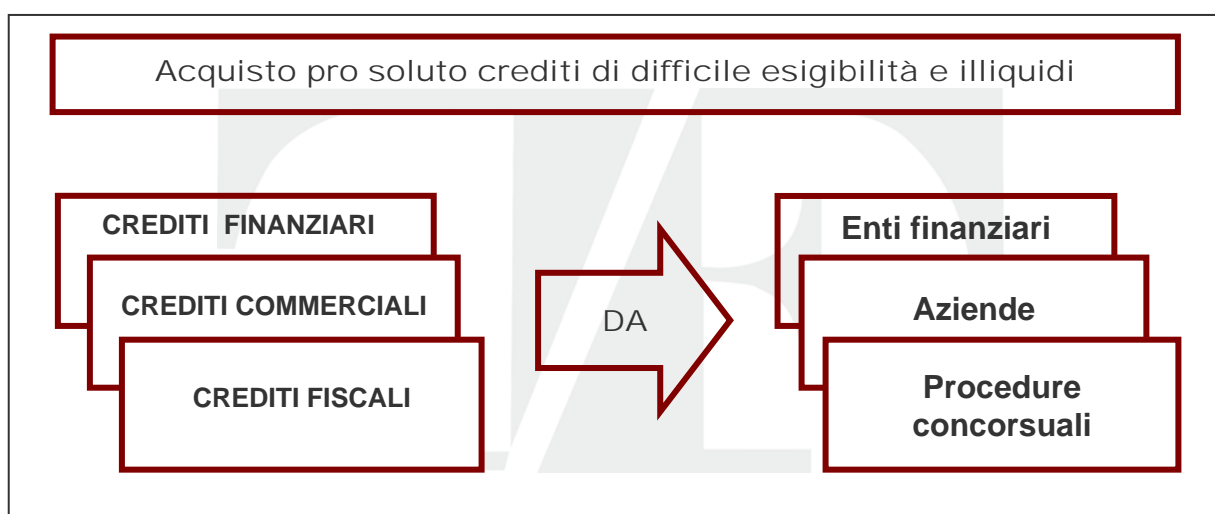 Acquisto pro soluto crediti di difficile esigibilità e illiquidi
CREDITI FINANZIARI
CREDITI COMMERCIALI
CREDITI FISCALI
DA
Enti finanziari
Aziende
Procedure
concorsuali